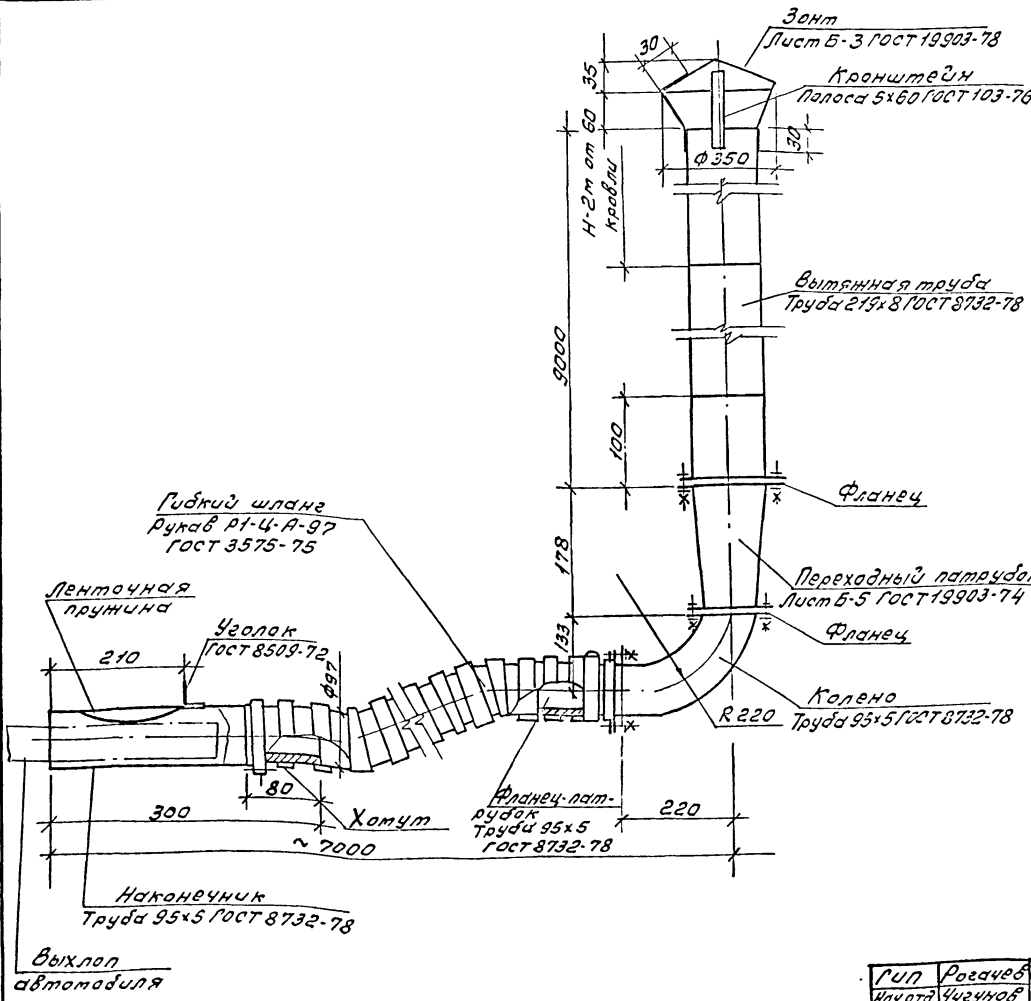 Зонт
Лист Б-3 ГОСТ 19903-78
Кронштейн
Полоса 5х60 ГОСТ 103-76
30
35
60
30
ф350
Н-2м от
кровли
Вытяжная труба
Труба 219х8 ГОСТ 8732-78
9000
100
Фланец
Гибкий шланг
Рукав Р1-Ц-А-97
ГОСТ 3575-75
178
Переходный патрубо
Лист Б-5 ГОСТ 19903-74
Фланец
Ленточная
пружина
Уголок
ГОСТ 8509-72
210
ф97
133
Колено
Труба 95х5 ГОСТ 8732-78
R 220
80
300
Хомут
Фланец-пат-
рубок
Труба 95х5
ГОСТ 8732-78
220
~ 7000
Наконечник
Труба 95х5 ГОСТ 8732-78
Выхлоп
автомобиля
Гип Рогачев
Нач.отд Чугунов